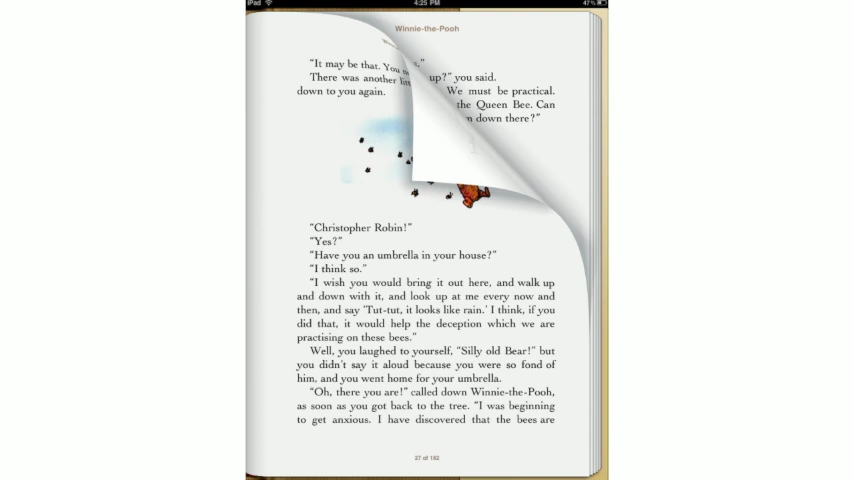 iPad
4:25 PM
47%
Winnie-the-Pooh
“It may be that. You
There was another
up?” you said.
down to you again.
We must be practical.
the Queen Bee. Can
down there?”
“Christopher Robin!”
“Yes?”
“Have you an umbrella in your house?”
“I think so.”
“I wish you would bring it out here, and walk up
and down with it, and look up at me every now and
then, and say ‘Tut-tut, it looks like rain.’ I think, if you
did that, it would help the deception which we are
practising on these bees.”
Well, you laughed to yourself, “Silly old Bear!” but
you didn’t say it aloud because you were so fond of
him, and you went home for your umbrella.
“Oh, there you are!” called down Winnie-the-Pooh,
as soon as you got back to the tree. “I was beginning
to get anxious. I have discovered that the bees are
27 of 182